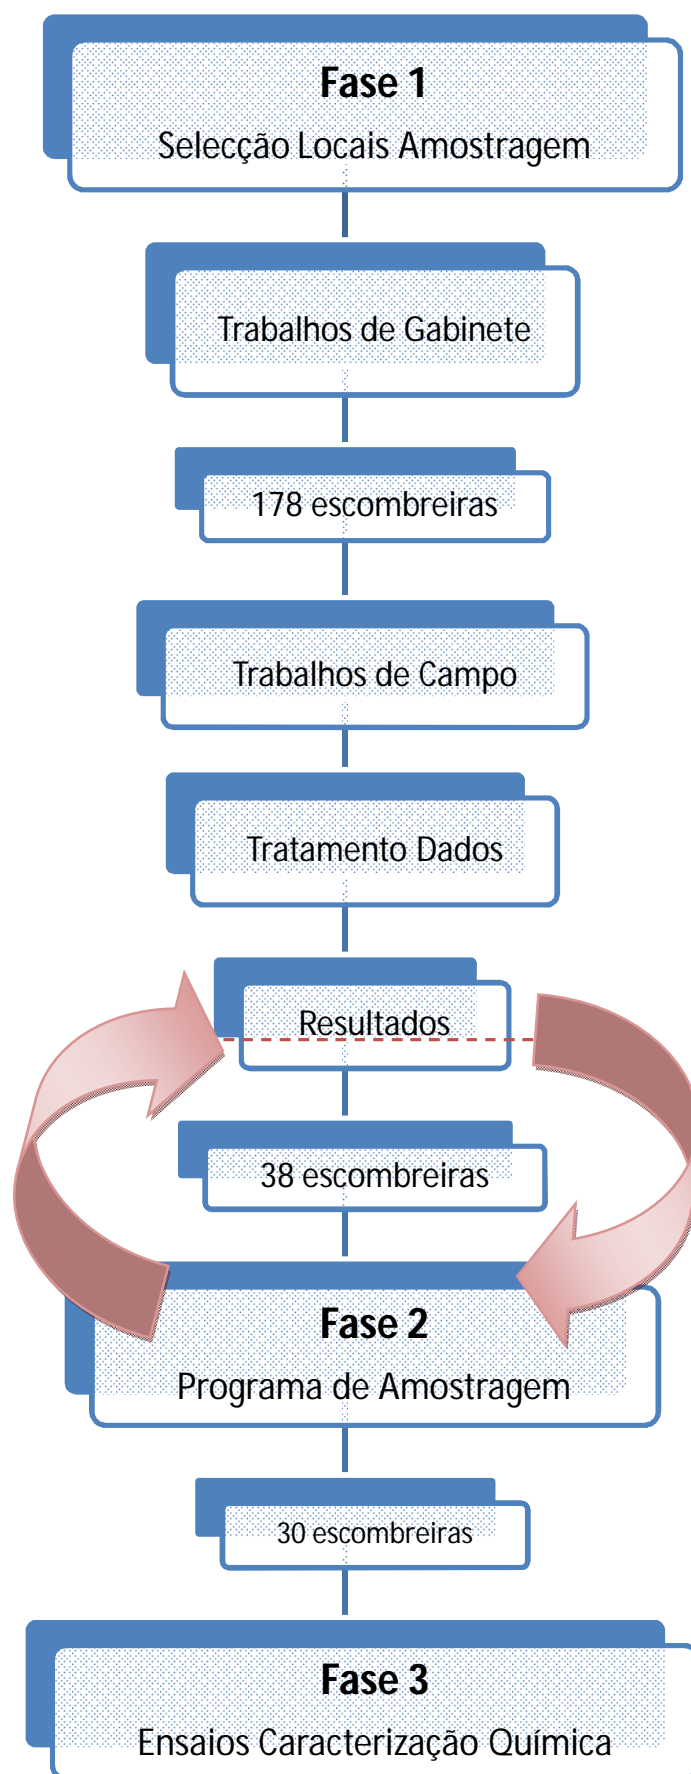 Fase 1
Selecção Locais Amostragem
Trabalhos de Gabinete
178 escombreiras
Trabalhos de Campo
Tratamento Dados
Resultados
38 escombreiras
Fase 2
Programa de Amostragem
30 escombreiras
Fase 3
Ensaios Caracterização Química